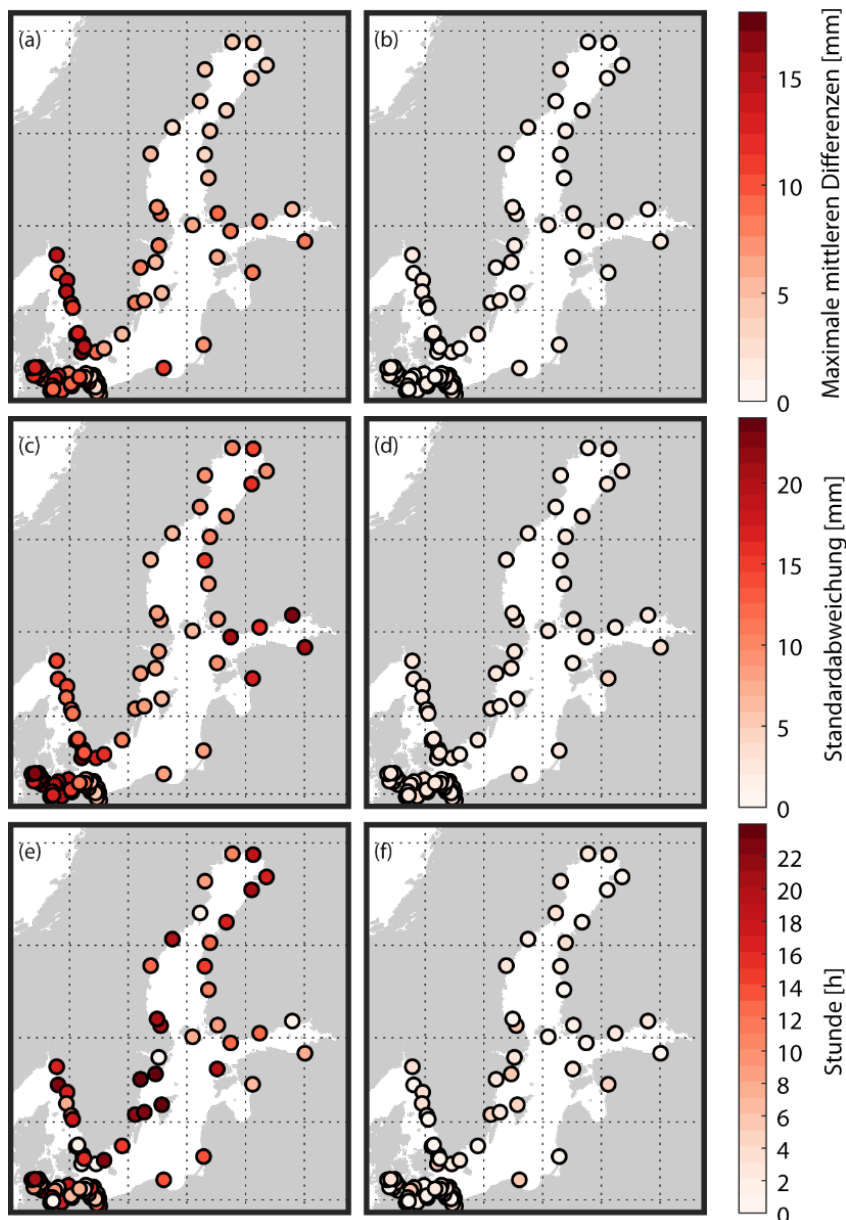 (a)
(b)
15
10
5
0
Maximale mittleren Differenzen [mm]
(c)
(d)
20
15
10
5
0
Standardabweichung [mm]
(e)
(f)
22
20
18
16
14
12
10
8
6
4
2
0
Stunde [h]